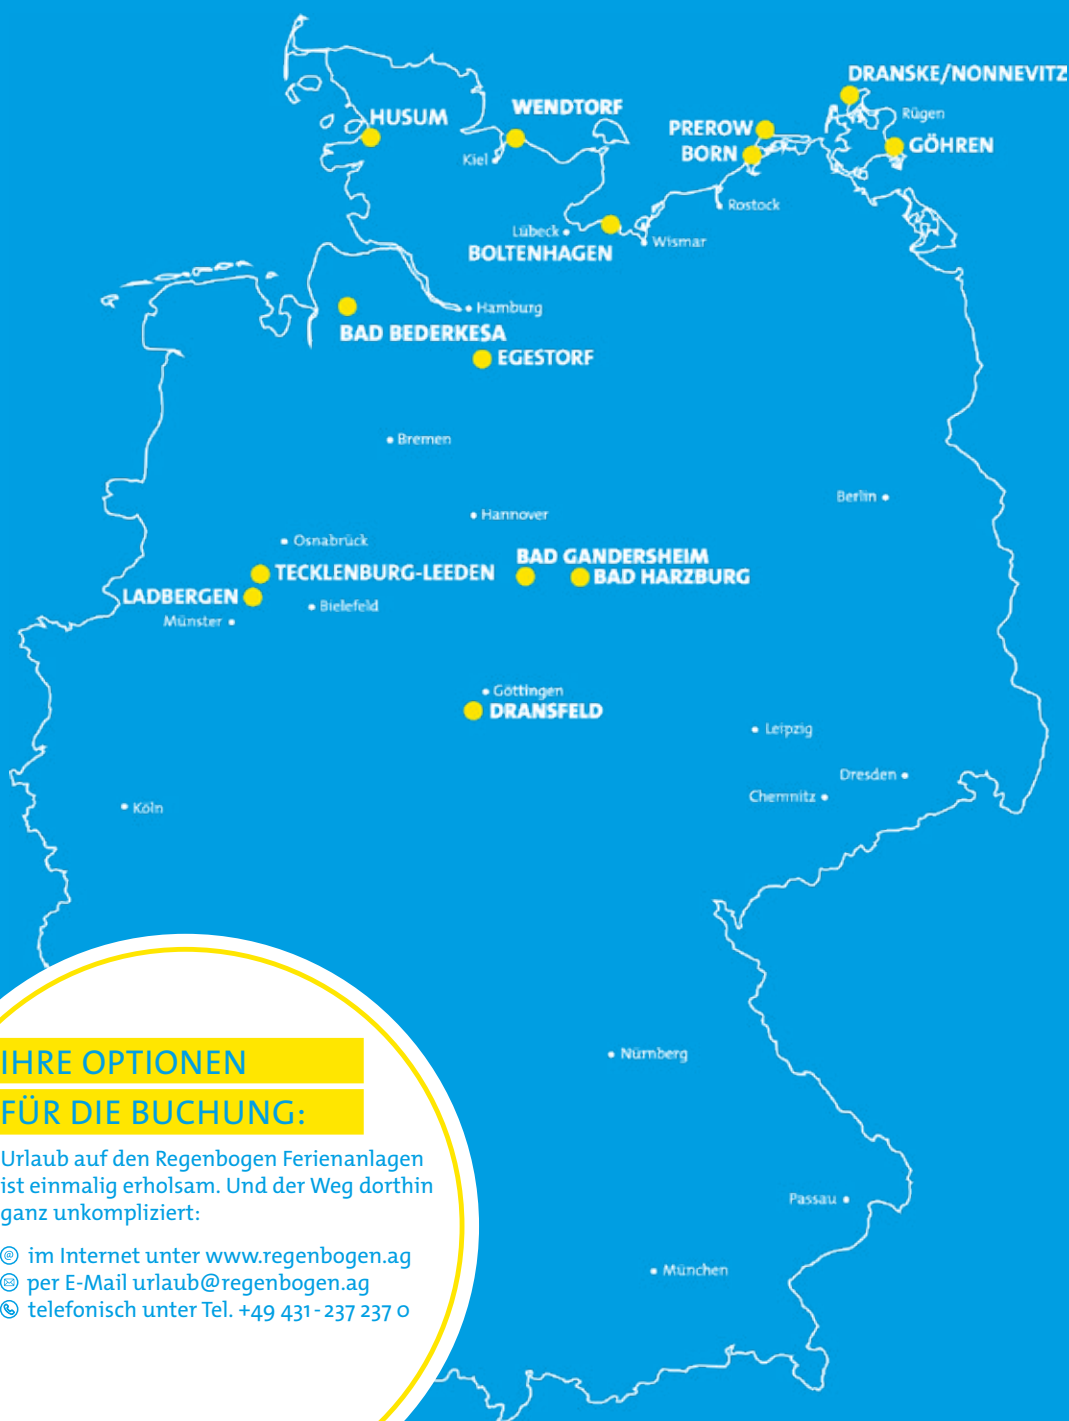 DRANSKE/NONNEVITZ
WENDTORF
HUSUM
Rügen
PREROW
GÖHREN
BORN
Kiel
Rostock
Lübeck
Wismar
BOLTENHAGEN
Hamburg
BAD BEDERKESA
EGESTORF
Bremen
Berlin
Hannover
Osnabrück
BAD GANDERSHEIM
TECKLENBURG-LEEDEN
BAD HARZBURG
LADBERGEN
Bielefeld
Münster
Göttingen
DRANSFELD
Leipzig
Dresden
Chemnitz
Köln
Nürnberg
Passau
München
IHRE OPTIONEN
FÜR DIE BUCHUNG:
Urlaub auf den Regenbogen Ferienanlagen
ist einmalig erholsam. Und der Weg dorthin
ganz unkompliziert:
@ im Internet unter www.regenbogen.ag
per E-Mail urlaub@regenbogen.ag
telefonisch unter Tel. +49 431-237 237 0